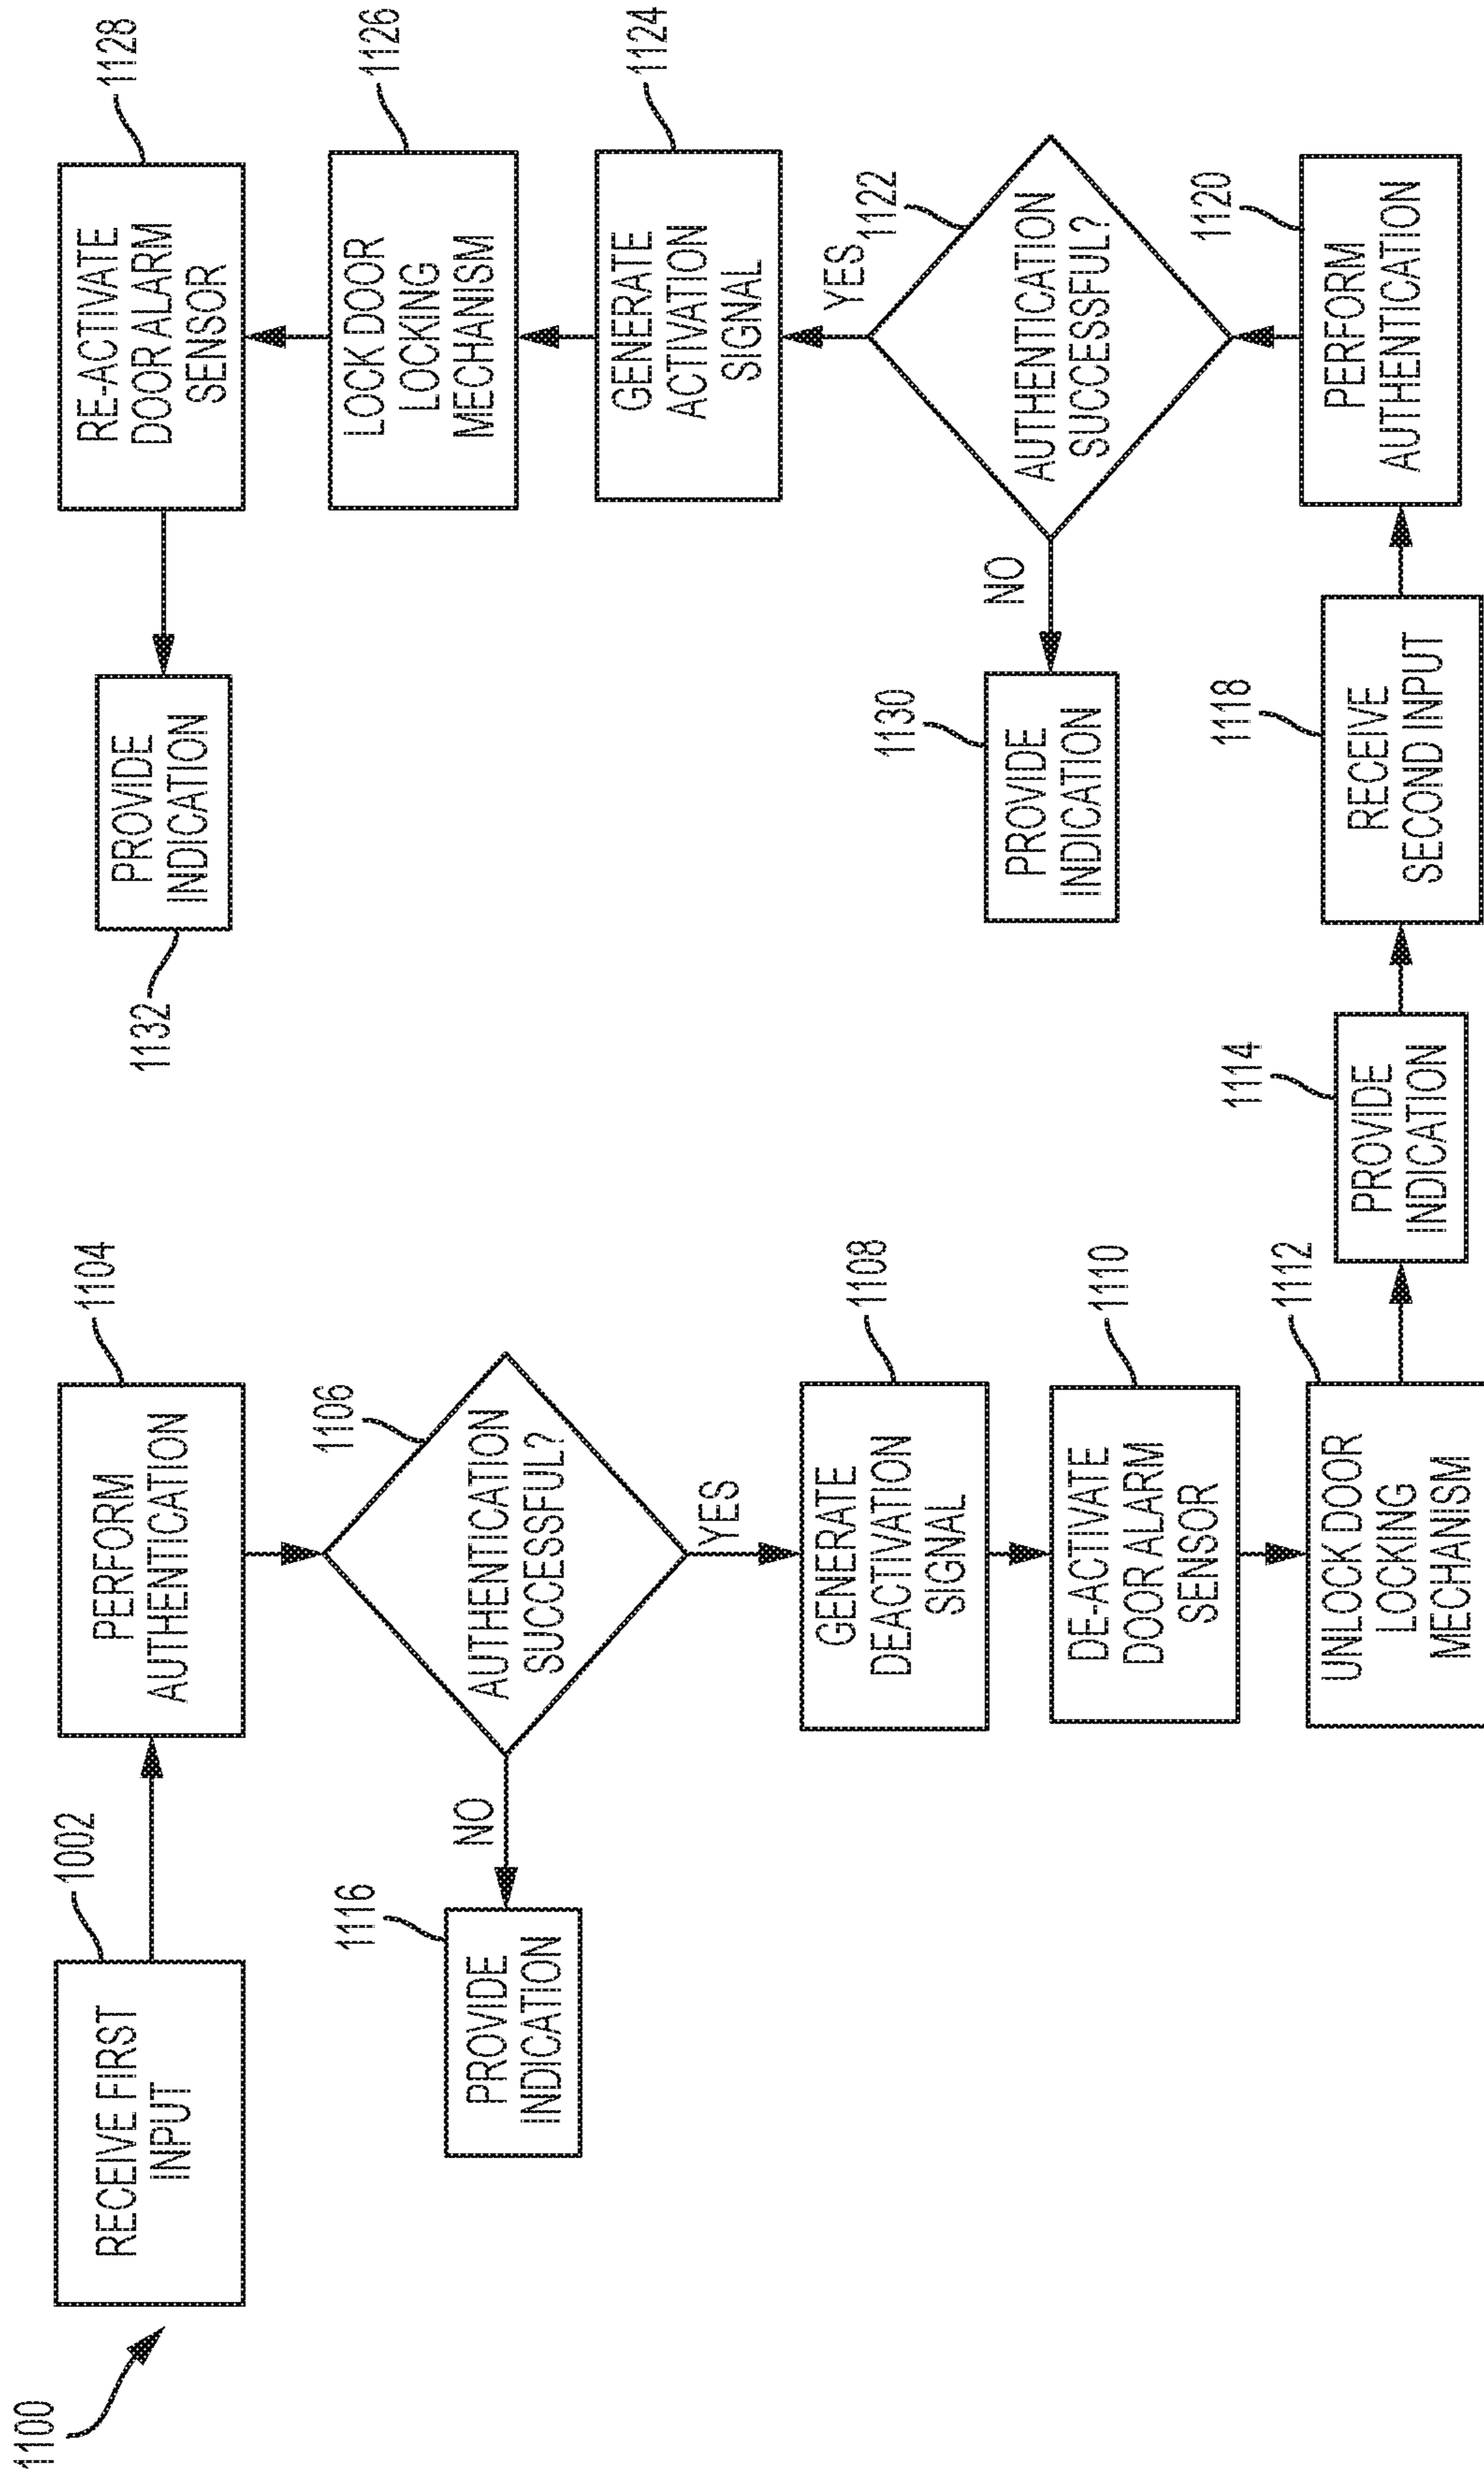 1100
RECEIVE FIRST
INPUT
1002
PERFORM
AUTHENTICATION
1104
AUTHENTICATION
SUCCESSFUL?
1106
NO
PROVIDE
INDICATION
1116
YES
GENERATE
DEACTIVATION
SIGNAL
1108
DE-ACTIVATE
DOOR ALARM
SENSOR
1110
UNLOCK DOOR
LOCKING
MECHANISM
1112
PROVIDE
INDICATION
1114
RECEIVE
SECOND INPUT
1118
PERFORM
AUTHENTICATION
1120
AUTHENTICATION
SUCCESSFUL?
1122
NO
PROVIDE
INDICATION
1130
YES
GENERATE
ACTIVATION
SIGNAL
1124
LOCK DOOR
LOCKING
MECHANISM
1126
RE-ACTIVATE
DOOR ALARM
SENSOR
1128
PROVIDE
INDICATION
1132